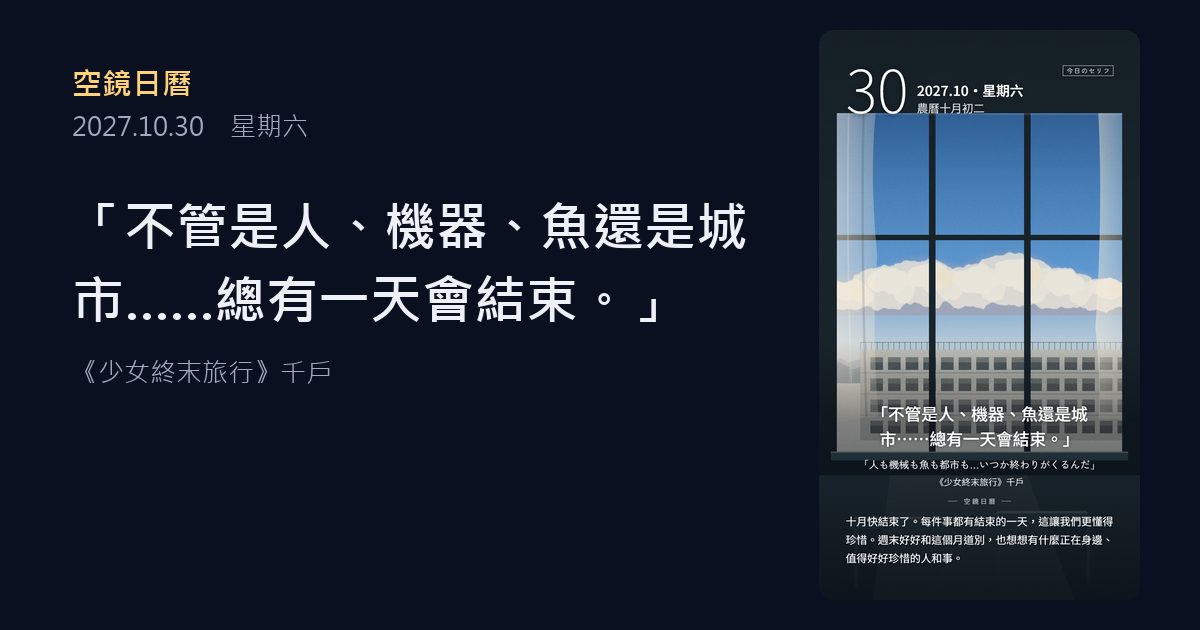 空鏡日曆
2027.10.30 星期六
「不管是人、機器、魚還是城
市……總有一天會結束。」
《少女終末旅行》千戶
今日のセリフ
30
2027.10・星期六
農曆十月初二
「不管是人、機器、魚還是城
市……總有一天會結束。」
「人も機械も魚も都市も…いつか終わりがくるんだ」
《少女終末旅行》千戶
— 空鏡日曆 —
十月快結束了。每件事都有結束的一天，這讓我們更懂得
珍惜。週末好好和這個月道別，也想想有什麼正在身邊、
值得好好珍惜的人和事。